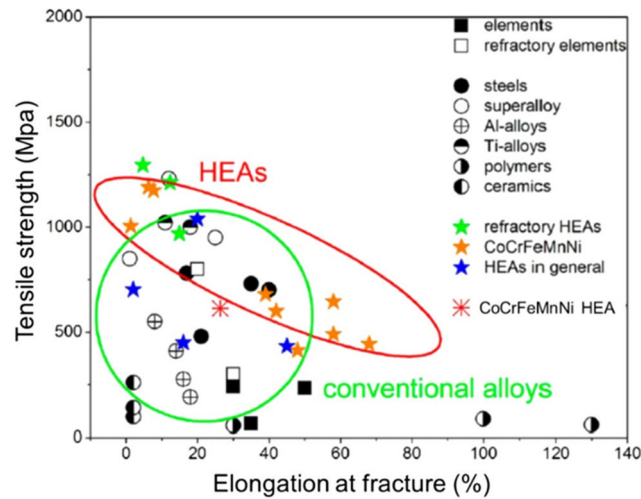 2000
1500
1000
500
0
Tensile strength (Mpa)
elements
refractory elements
steels
superalloy
Al-alloys
Ti-alloys
polymers
ceramics
refractory HEAs
CoCrFeMnNi
HEAs in general
CoCrFeMnNi HEA
HEAs
conventional alloys
0 20 40 60 80 100 120 140
Elongation at fracture (%)